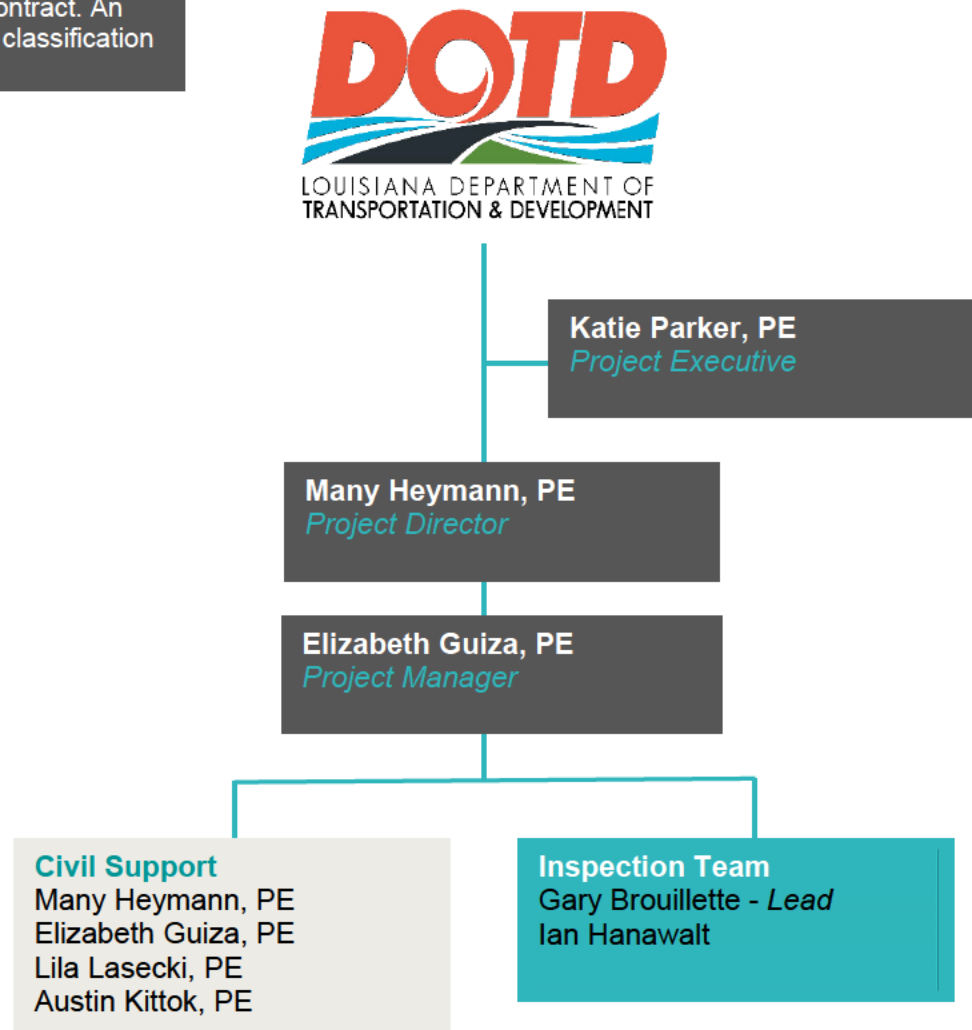 ontract. An
classification
DOTD
LOUISIANA DEPARTMENT OF
TRANSPORTATION & DEVELOPMENT
Katie Parker, PE
Project Executive
Many Heymann, PE
Project Director
Elizabeth Guiza, PE
Project Manager
Civil Support
Many Heymann, PE
Elizabeth Guiza, PE
Lila Lasecki, PE
Austin Kittok, PE
Inspection Team
Gary Brouillette - Lead
Ian Hanawalt